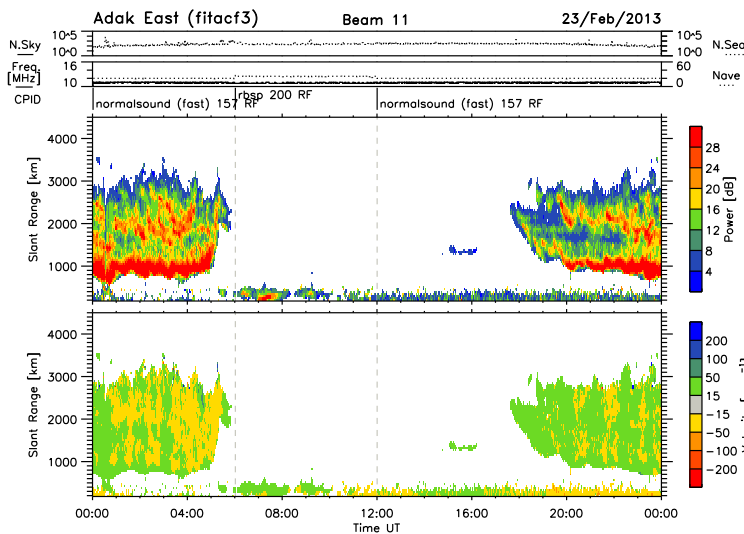 Adak East (fitacf3)
Beam 11
23/Feb/2013
N.Sky
10^5
10^0
10^5
10^0
N.Sea
Freq.
[MHz]
16
10
60
0
Nave
CPID
normalsound (fast) 157 RF
rbsp 200 RF
normalsound (fast) 157 RF
Slant Range [km]
4000
3000
2000
1000
28
24
20
16
12
8
4
Power [dB]
Slant Range [km]
4000
3000
2000
1000
200
100
50
15
-15
-50
-100
-200
00:00
04:00
08:00
12:00
16:00
20:00
00:00
Time UT